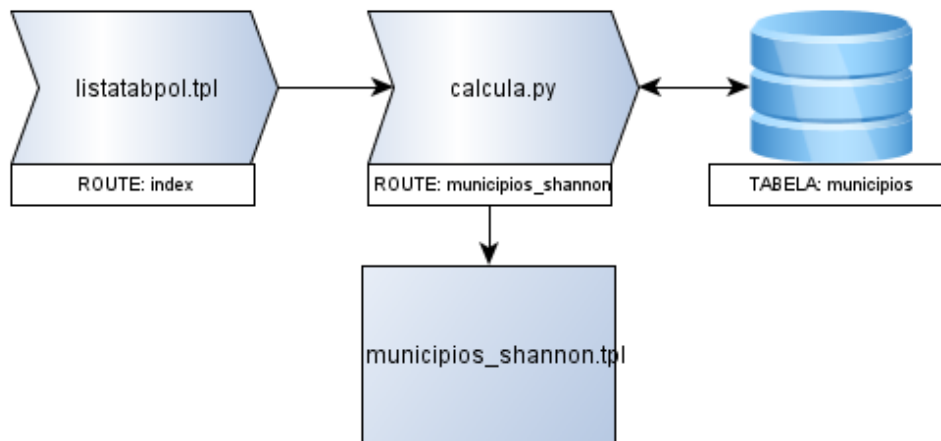 listatabpol.tpl
calcula.py
ROUTE: index
ROUTE: municipios_shannon
TABELA: municipios
municipios_shannon.tpl